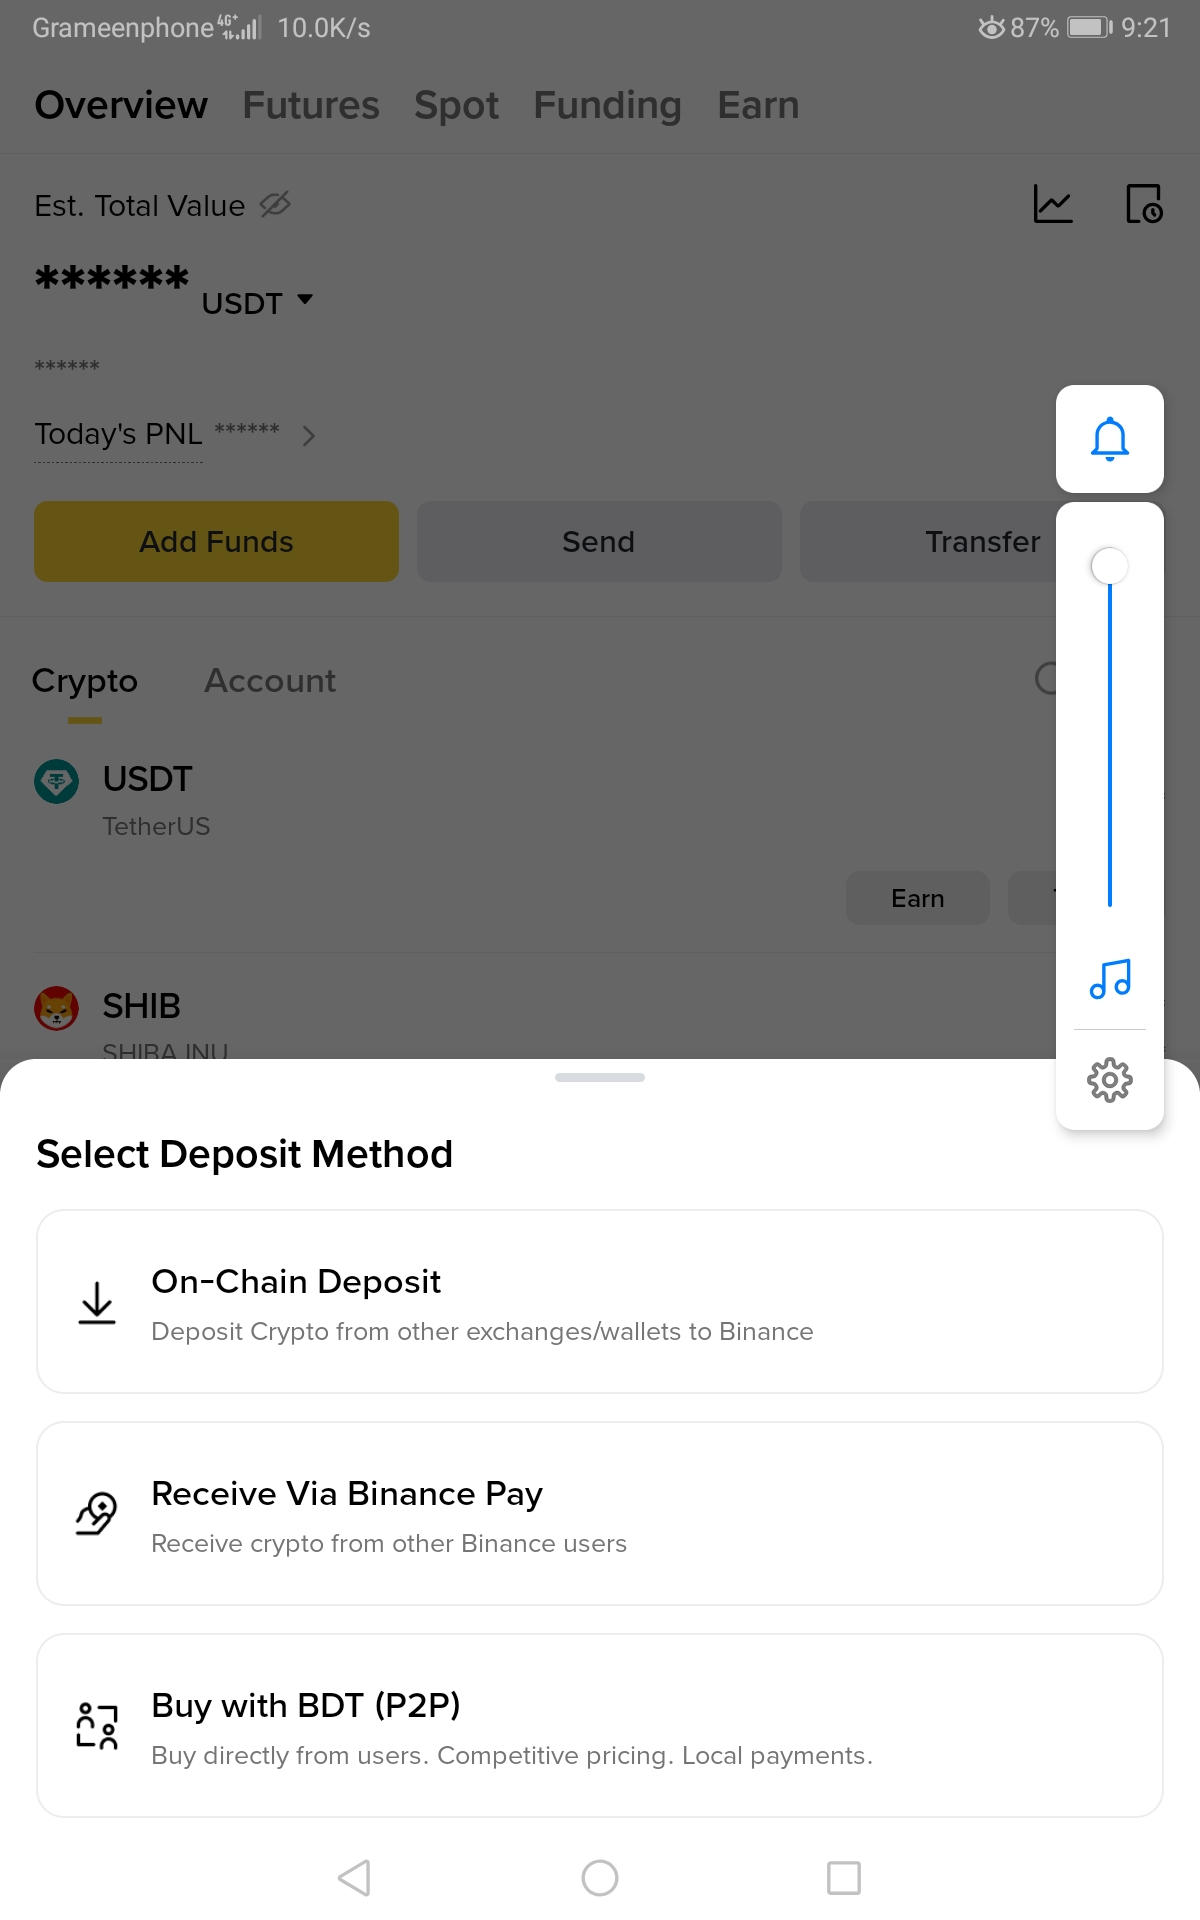 Grameenphone 4G+ 10.0K/s 87% 9:21
Overview Futures Spot Funding Earn
Est. Total Value
****** USDT
******
Today's PNL ******
Add Funds Send Transfer
Crypto Account
USDT
TetherUS
Earn
SHIB
SHIBA INU
Select Deposit Method
On-Chain Deposit
Deposit Crypto from other exchanges/wallets to Binance
Receive Via Binance Pay
Receive crypto from other Binance users
Buy with BDT (P2P)
Buy directly from users. Competitive pricing. Local payments.